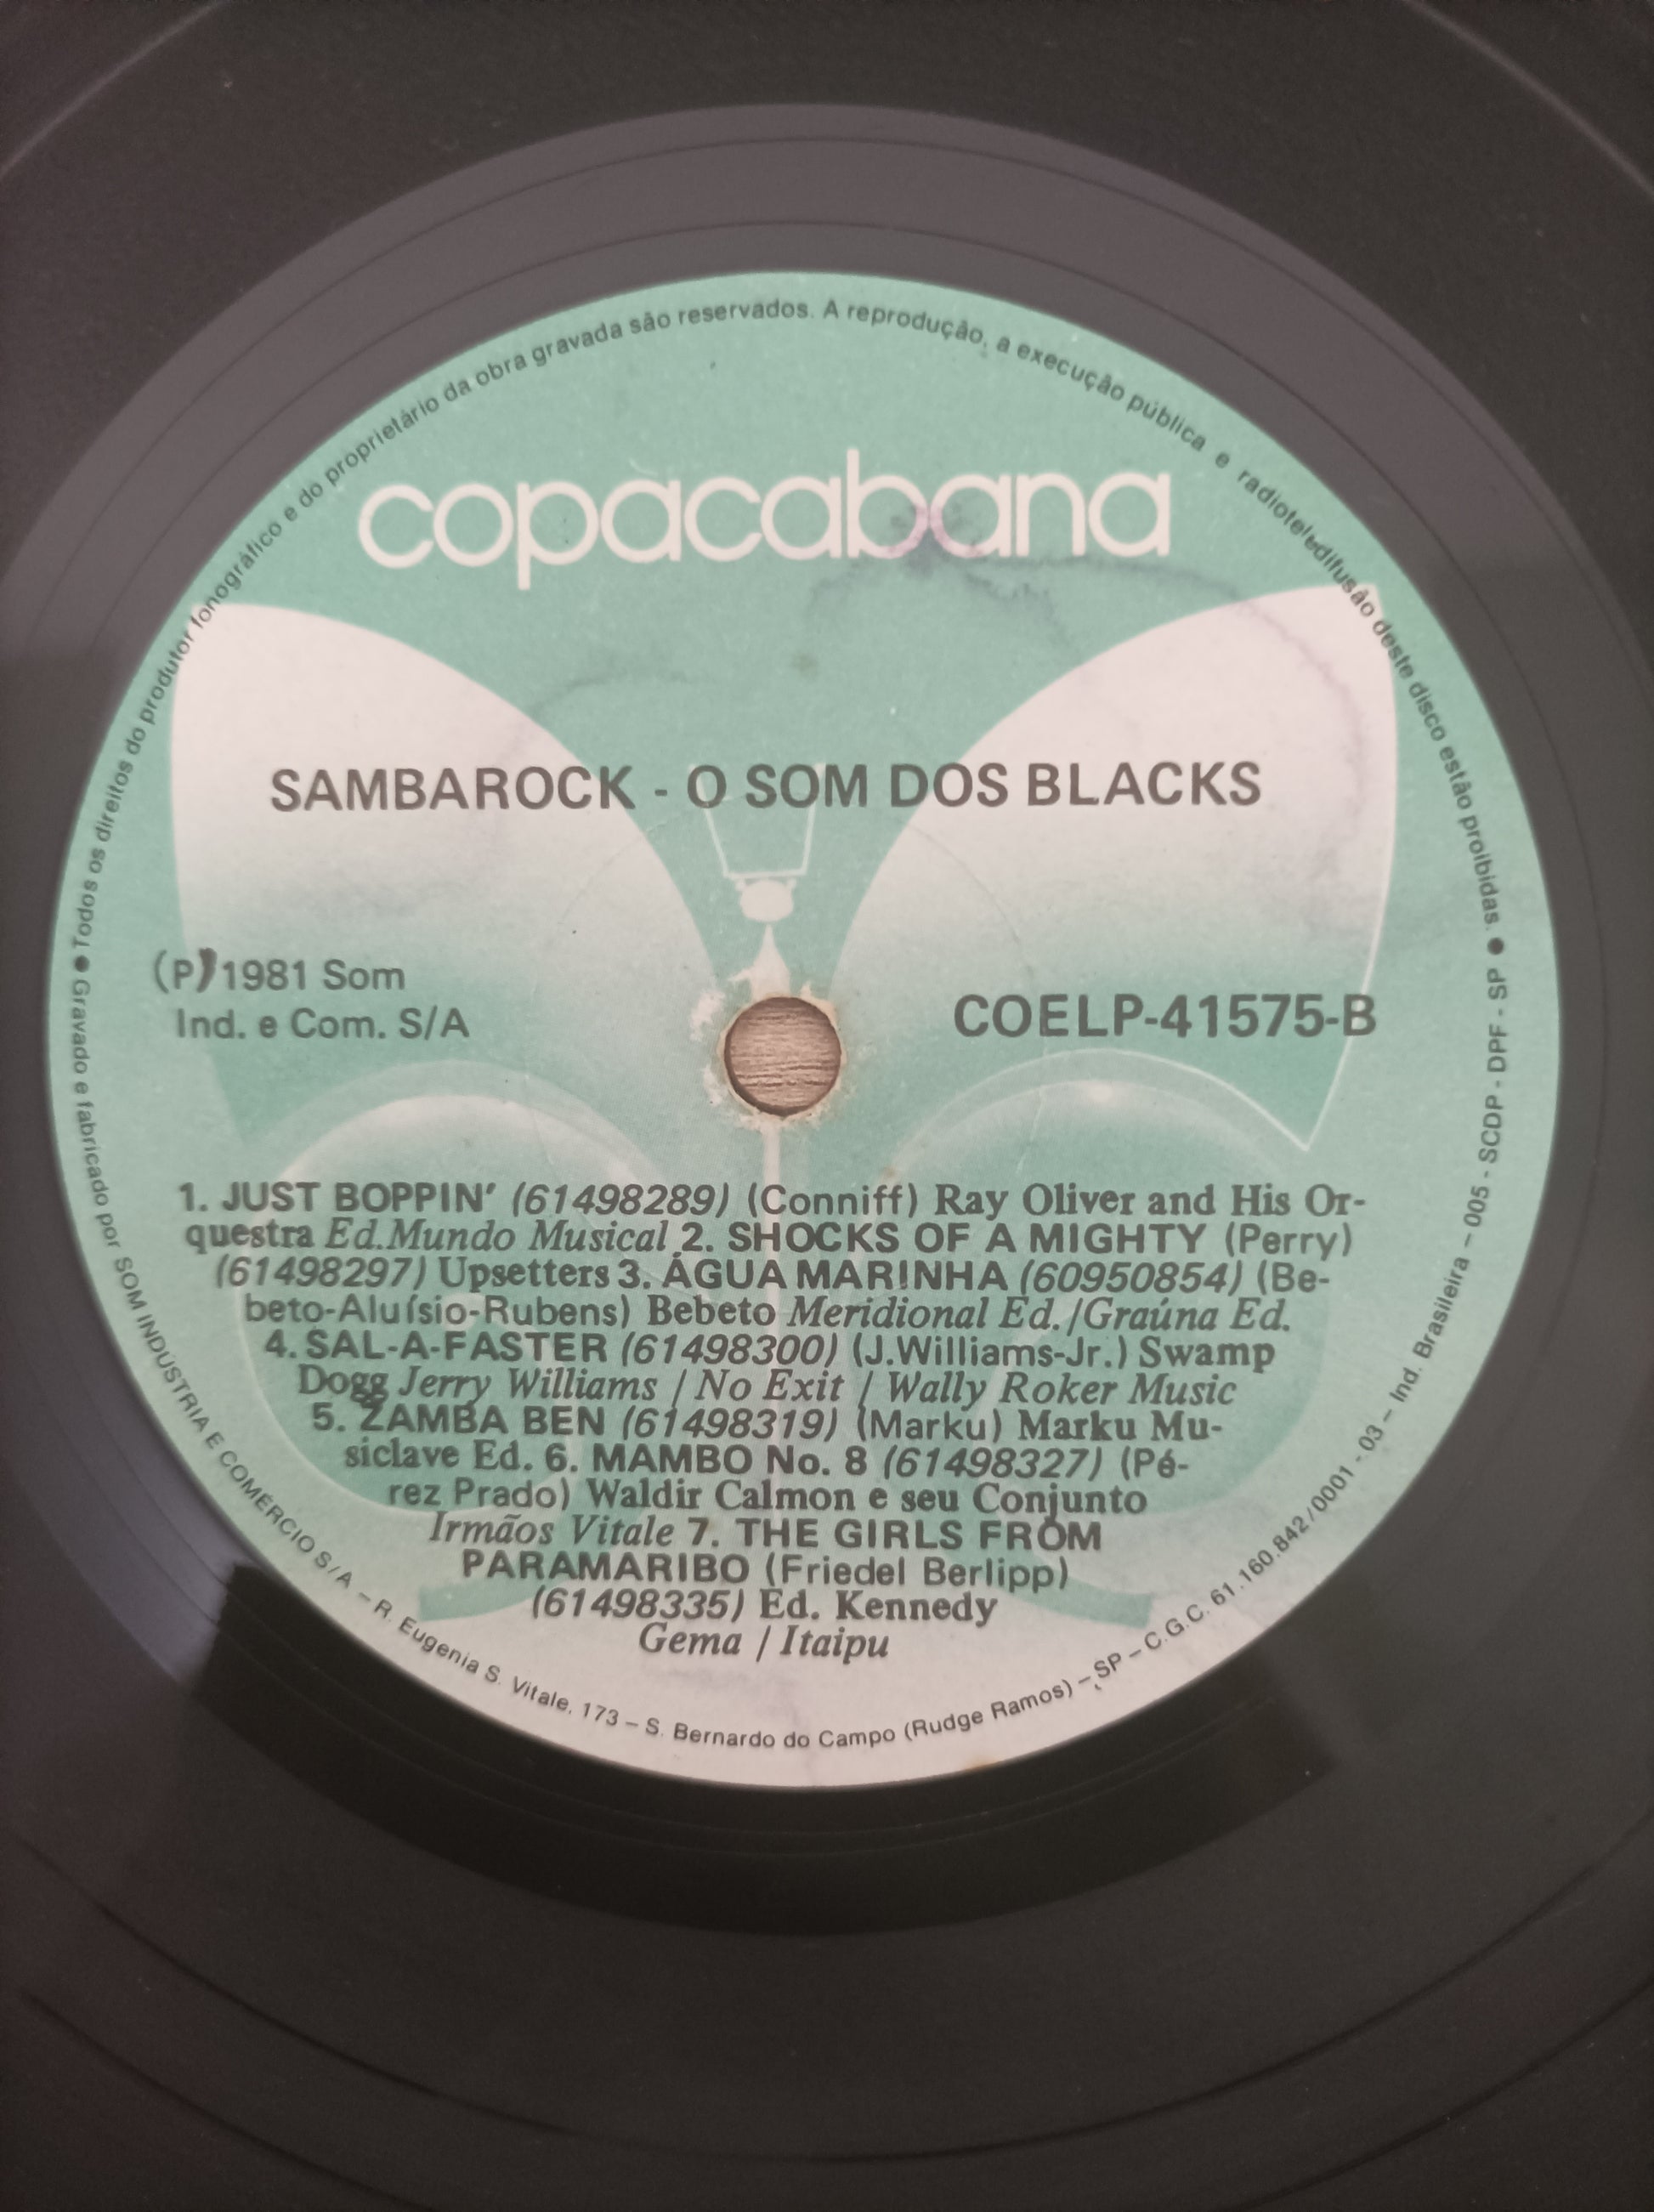 ● Todos os direitos do produtor fonográfico e do proprietário da obra gravada são reservados. A reprodução, a execução pública e radioteledifusão deste disco estão proibidas. ●
copacabana
SAMBAROCK - O SOM DOS BLACKS
(P) 1981 Som
Ind. e Com. S/A
COELP-41575-B
1. JUST BOPPIN' (61498289) (Conniff) Ray Oliver and His Or-
questra Ed.Mundo Musical 2. SHOCKS OF A MIGHTY (Perry)
(61498297) Upsetters 3. ÁGUA MARINHA (60950854) (Be-
beto-Aluísio-Rubens) Bebeto Meridional Ed./Graúna Ed.
4. SAL-A-FASTER (61498300) (J.Williams-Jr.) Swamp
Dogg Jerry Williams / No Exit / Wally Roker Music
5. ZAMBA BEN (61498319) (Marku) Marku Mu-
siclave Ed. 6. MAMBO No. 8 (61498327) (Pé-
rez Prado) Waldir Calmon e seu Conjunto
Irmãos Vitale 7. THE GIRLS FROM
PARAMARIBO (Friedel Berlipp)
(61498335) Ed. Kennedy
Gema / Itaipu
Gravado e fabricado por SOM INDUSTRIA E COMÉRCIO S/A – R. Eugenia S. Vitale, 173 – S. Bernardo do Campo (Rudge Ramos) – SP – C.G.C. 61.160.842/0001 - 03 – Ind. Brasileira – 005 - SCDP - DPF - SP